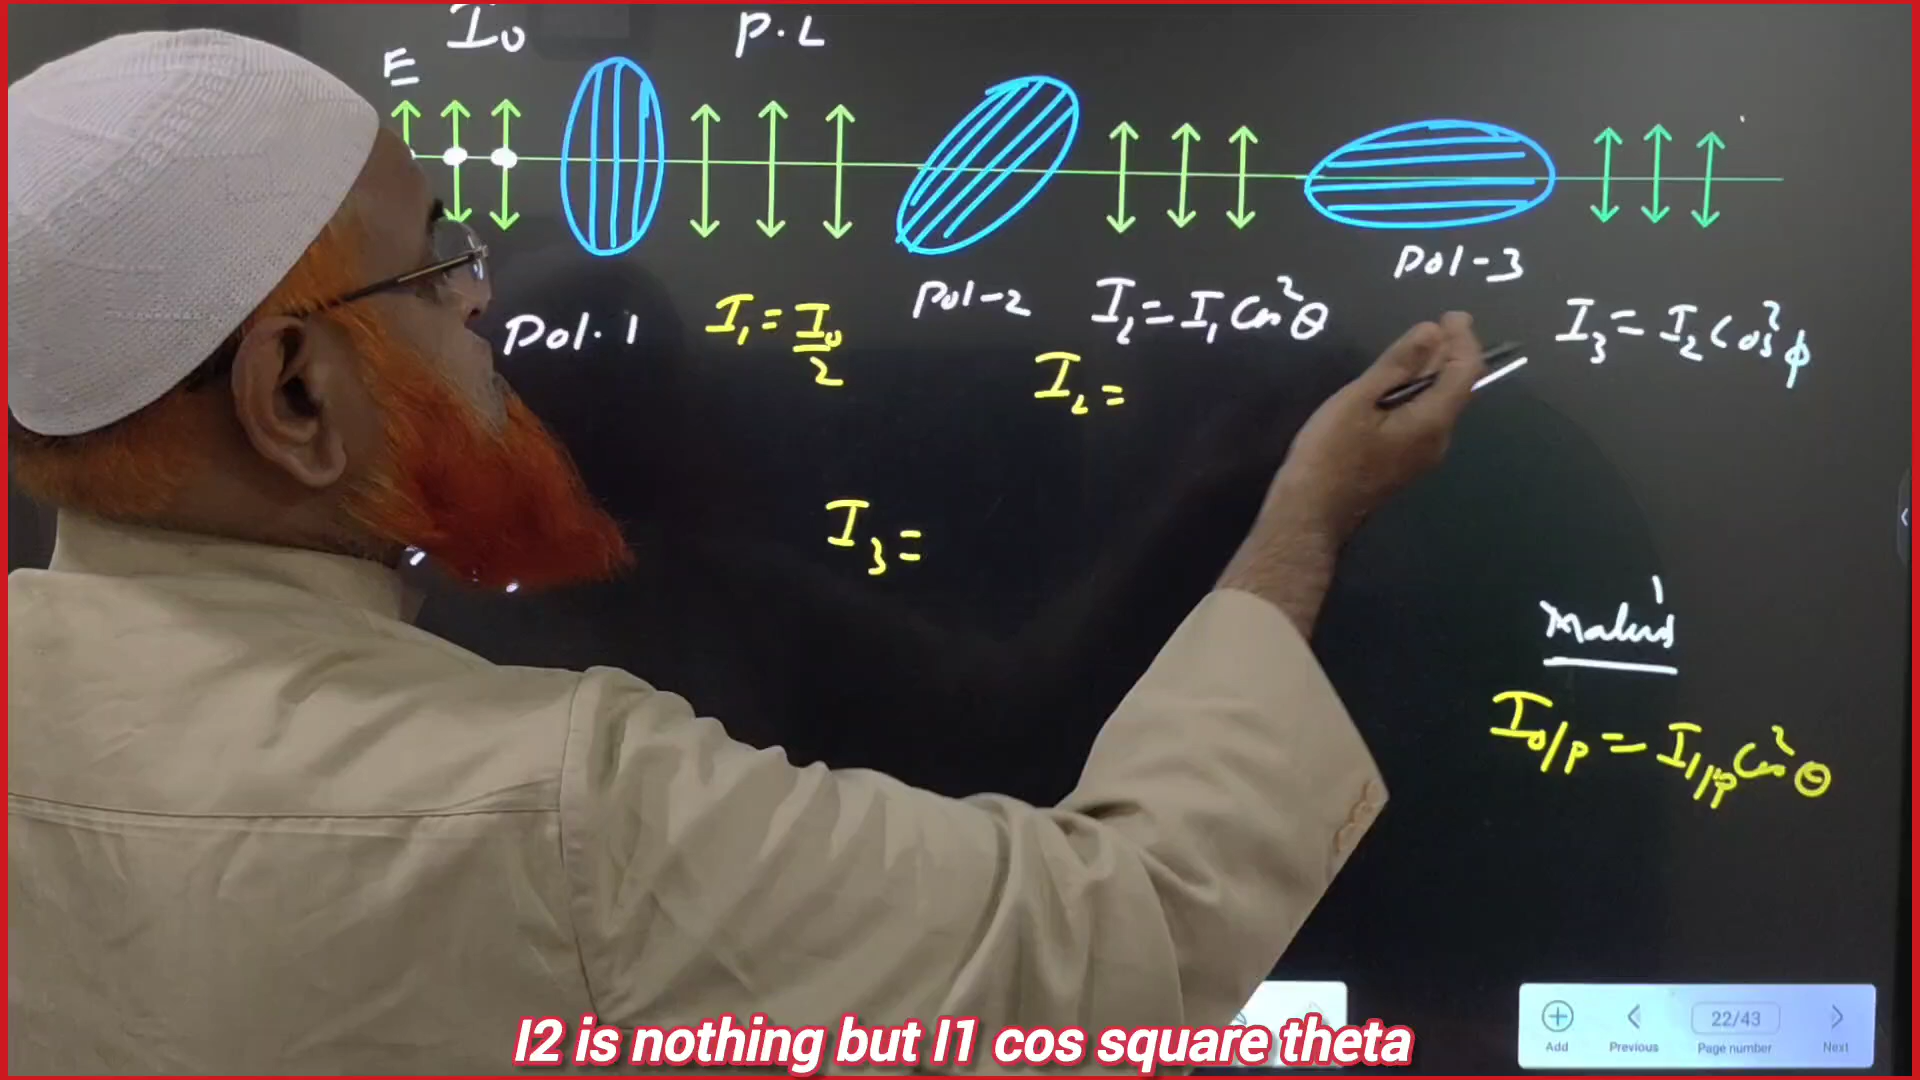 I₀
P.L
E
Pol-3
Pol-2
I₂ = I₁ Cos²θ
Pol.1
I₁ = I₀/2
I₃ = I₂ Cos²ϕ
I₂ =
I₃ =
Malus'
I o/p = I i/p Cos²θ
I2 is nothing but I1 cos square theta
22/43
Add
Previous
Page number
Next